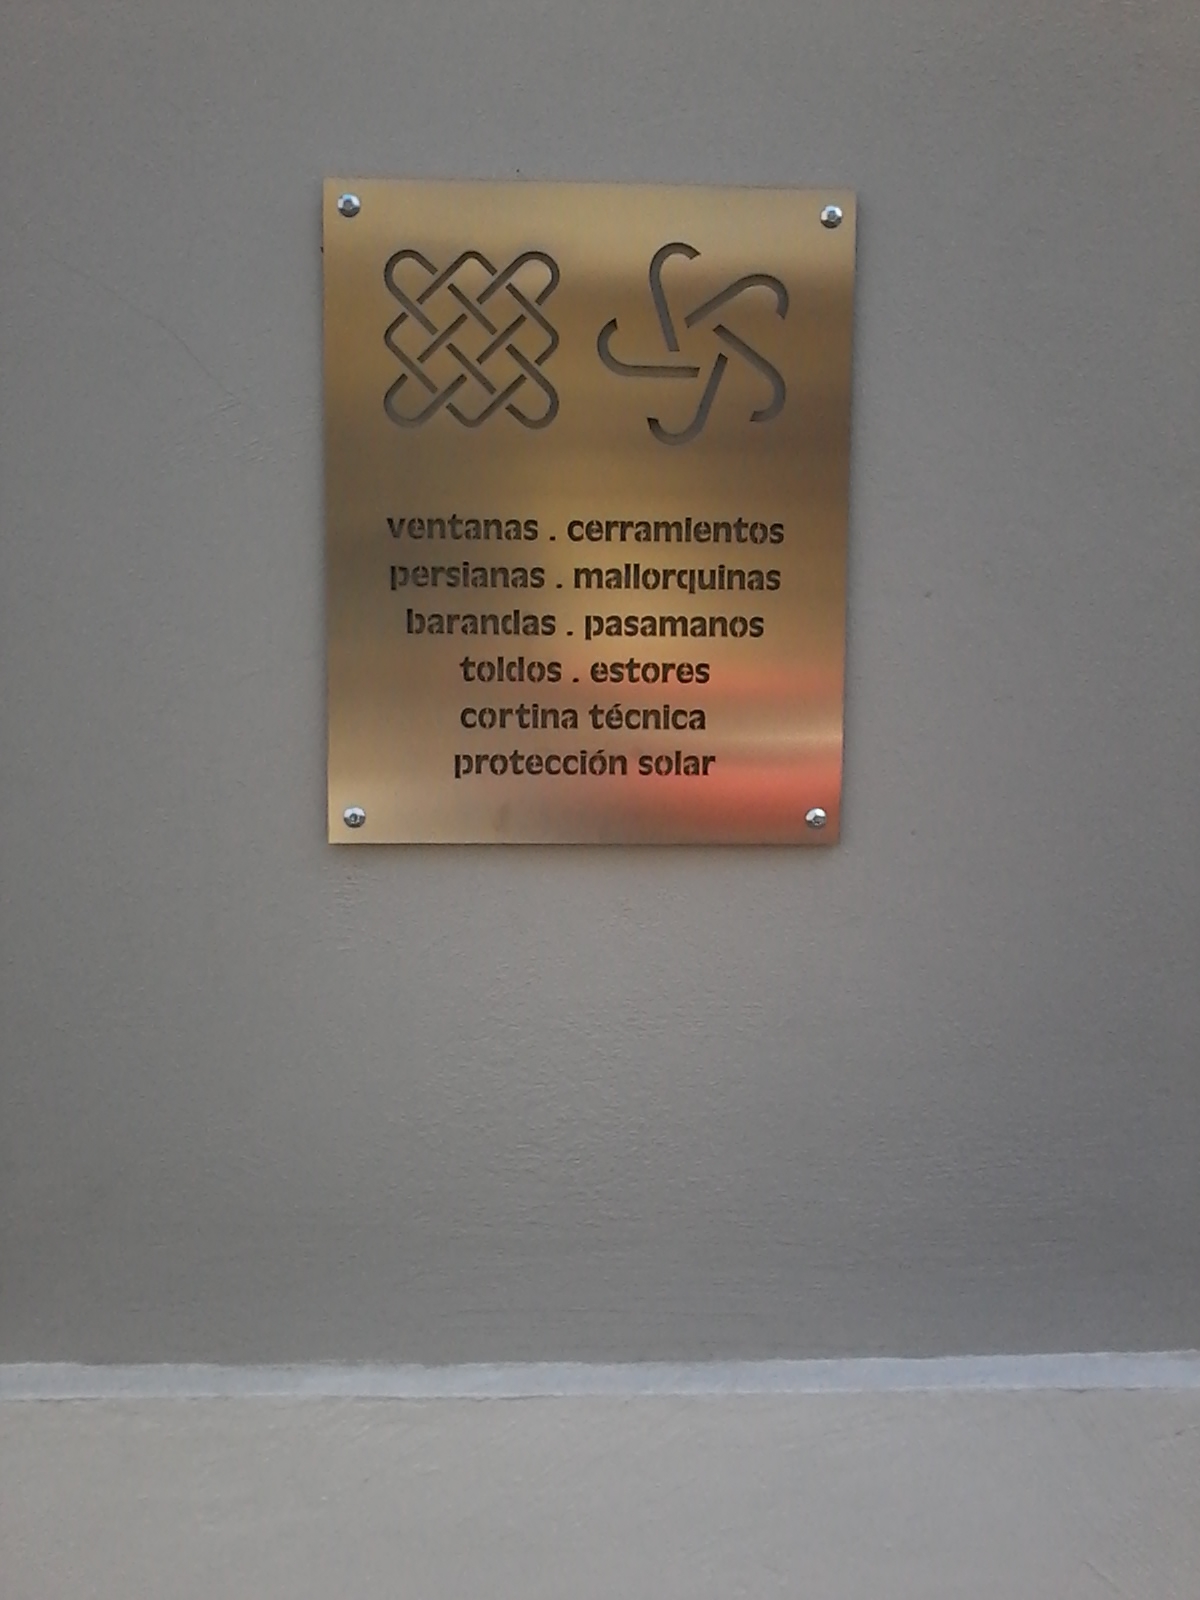 ventanas . cerramientos
persianas . mallorquinas
barandas . pasamanos
toldos . estores
cortina técnica
protección solar